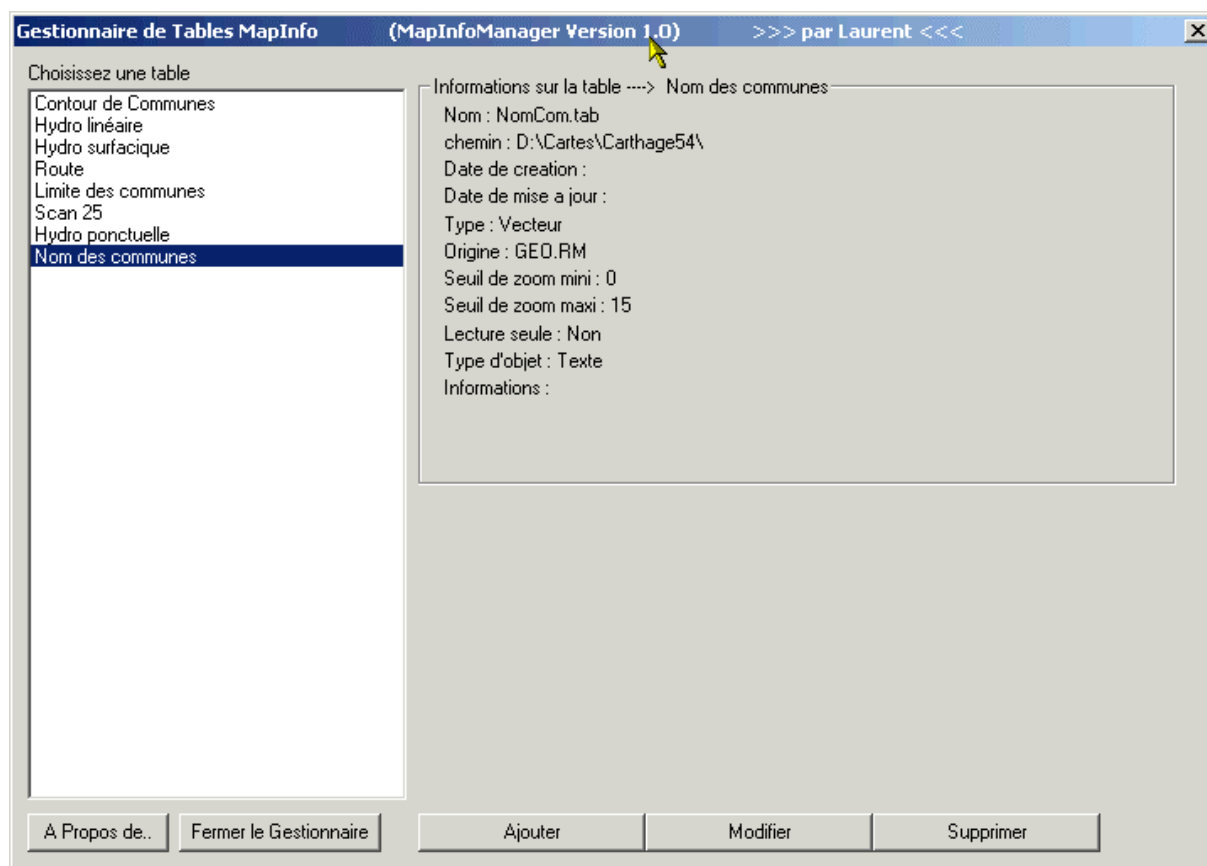 Gestionnaire de Tables MapInfo (MapInfoManager Version 1.0) >>> par Laurent <<<
Choisissez une table
Contour de Communes
Hydro linéaire
Hydro surfacique
Route
Limite des communes
Scan 25
Hydro ponctuelle
Nom des communes
Informations sur la table ----> Nom des communes
Nom : NomCom.tab
chemin : D:\Cartes\Carthage54\
Date de creation :
Date de mise a jour :
Type : Vecteur
Origine : GEO.RM
Seuil de zoom mini : 0
Seuil de zoom maxi : 15
Lecture seule : Non
Type d'objet : Texte
Informations :
A Propos de.. Fermer le Gestionnaire Ajouter Modifier Supprimer